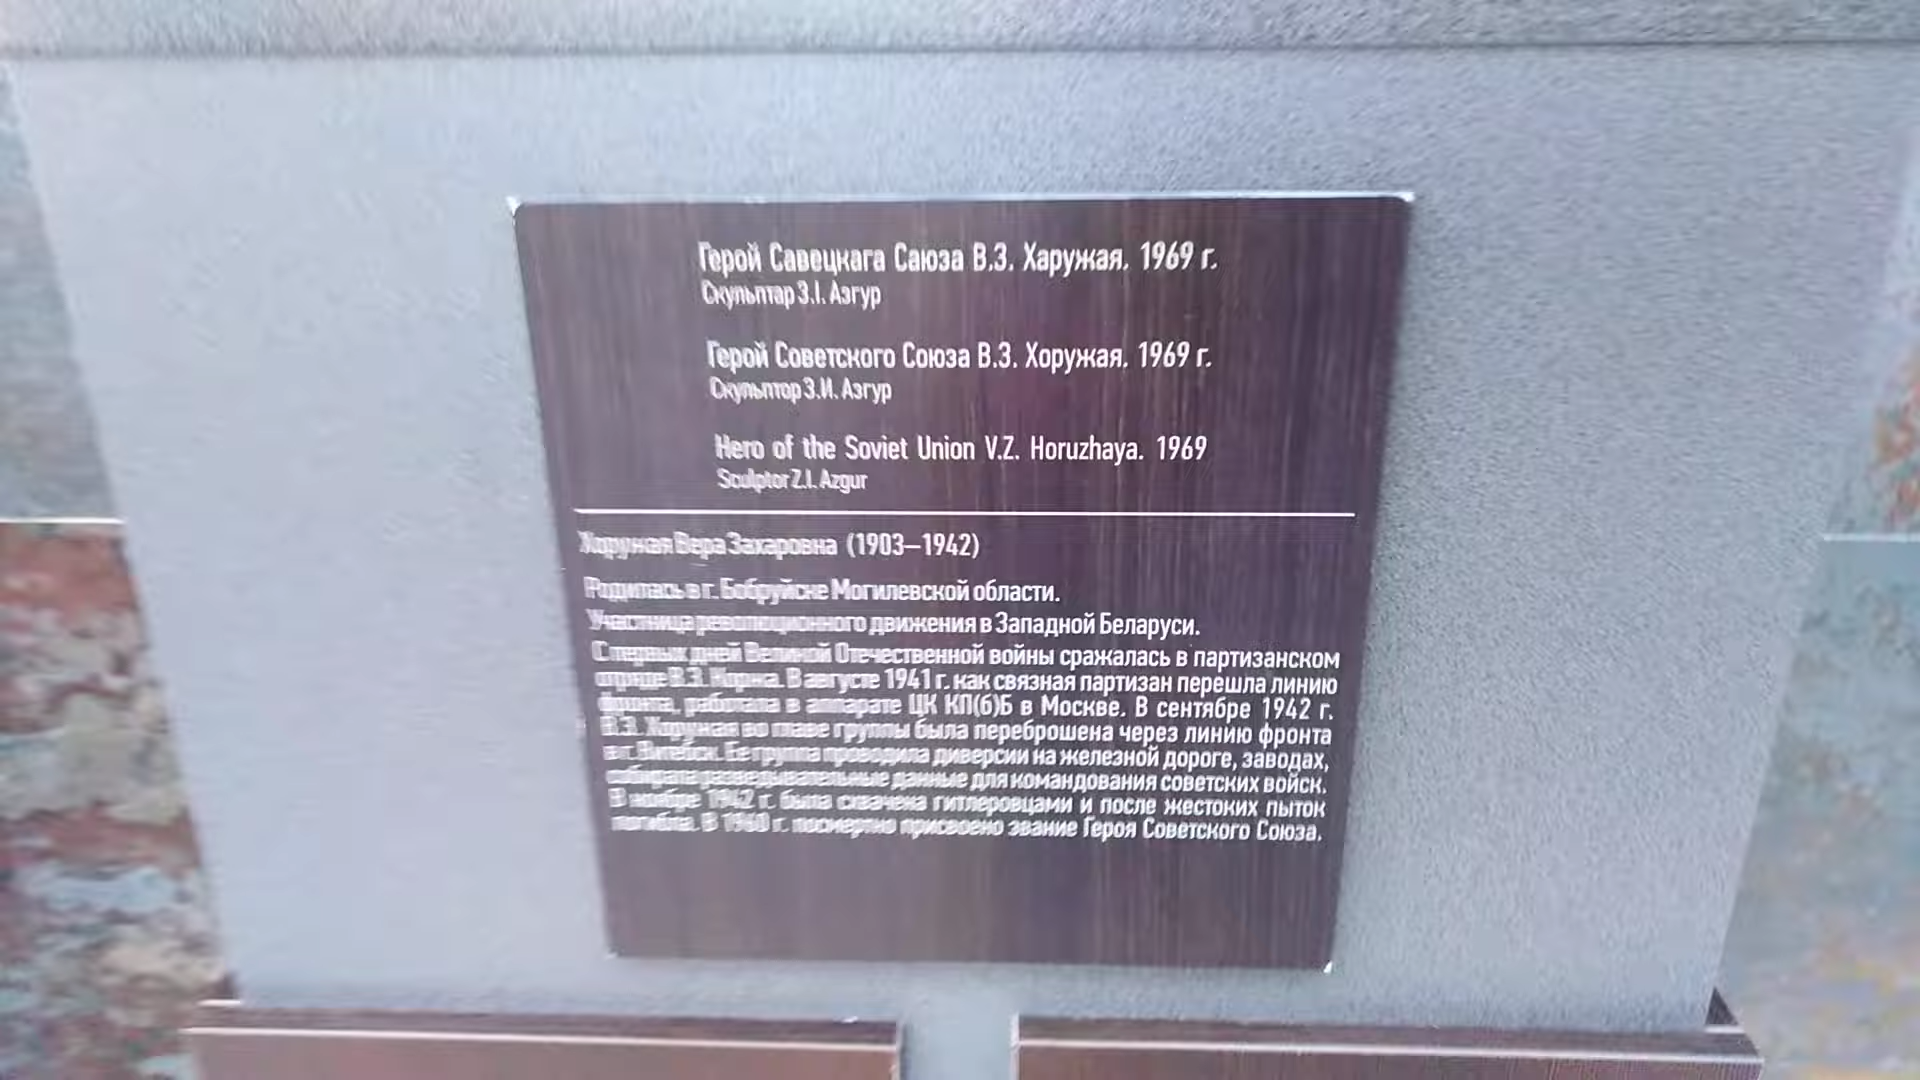 Герой Савецкага Саюза В.З. Харужая. 1969 г.
Скульптар З.І. Азгур
Герой Советского Союза В.З. Хоружая. 1969 г.
Скульптор З.И. Азгур
Hero of the Soviet Union V.Z. Horuzhaya. 1969
Sculptor Z.I. Azgur
Хоружая Вера Захаровна (1903–1942)
Родилась в г. Бобруйске Могилевской области.
Участница революционного движения в Западной Беларуси.
С первых дней Великой Отечественной войны сражалась в партизанском
отряде В.З. Коржа. В августе 1941 г. как связная партизан перешла линию
фронта, работала в аппарате ЦК КП(б)Б в Москве. В сентябре 1942 г.
В.З. Хоружая во главе группы была переброшена через линию фронта
в г. Витебск. Ее группа проводила диверсии на железной дороге, заводах,
собирала разведывательные данные для командования советских войск.
В ноябре 1942 г. была схвачена гитлеровцами и после жестоких пыток
погибла. В 1960 г. посмертно присвоено звание Героя Советского Союза.